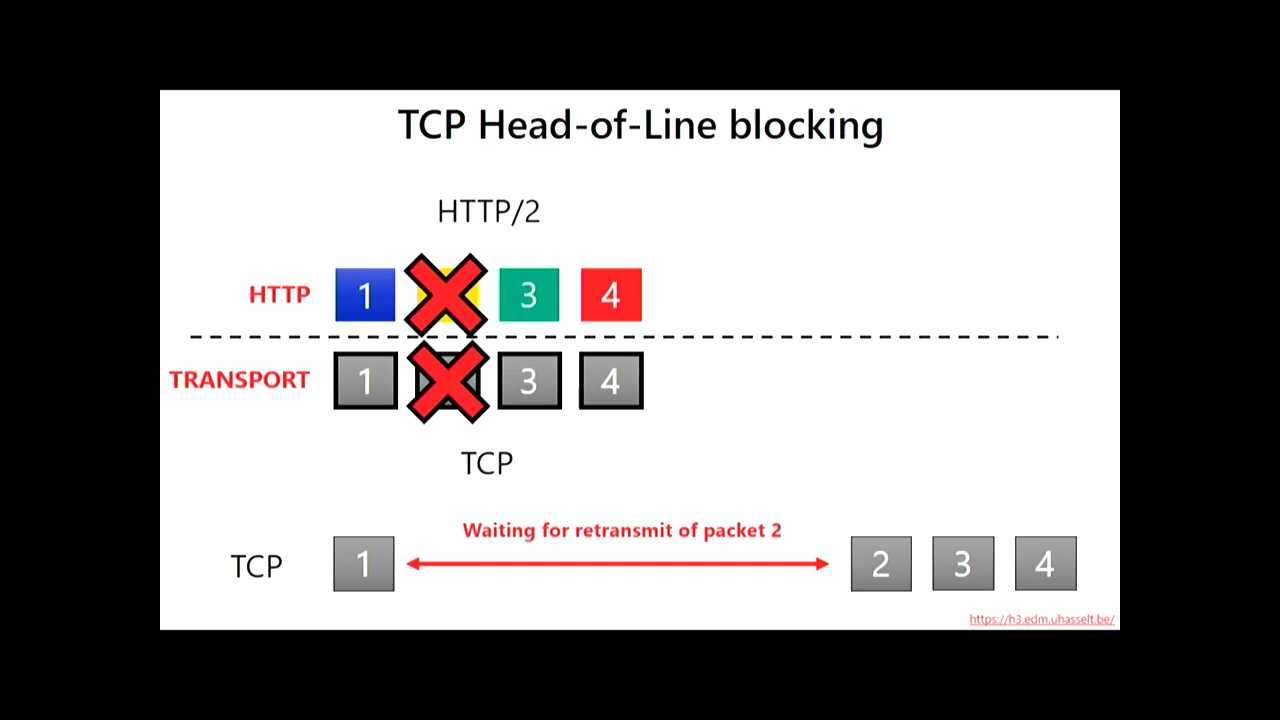 TCP Head-of-Line blocking
HTTP/2
HTTP 1 3 4
TRANSPORT 1 3 4
TCP
Waiting for retransmit of packet 2
TCP 1 2 3 4
https://h3.edm.uhasselt.be/